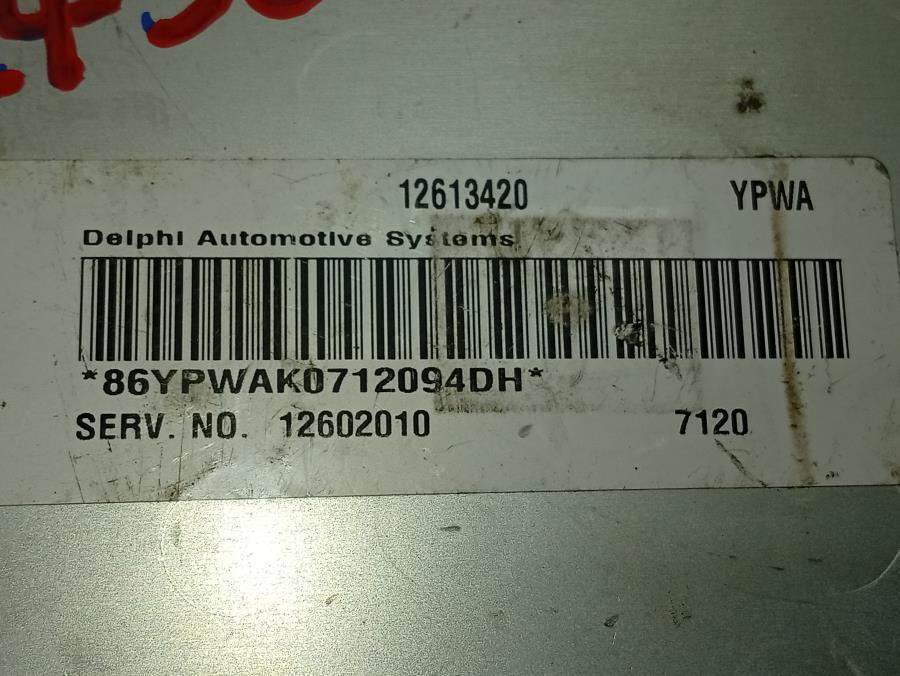 12613420 YPWA
Delphi Automotive Systems
*86YPWAK0712094DH*
SERV. NO. 12602010 7120